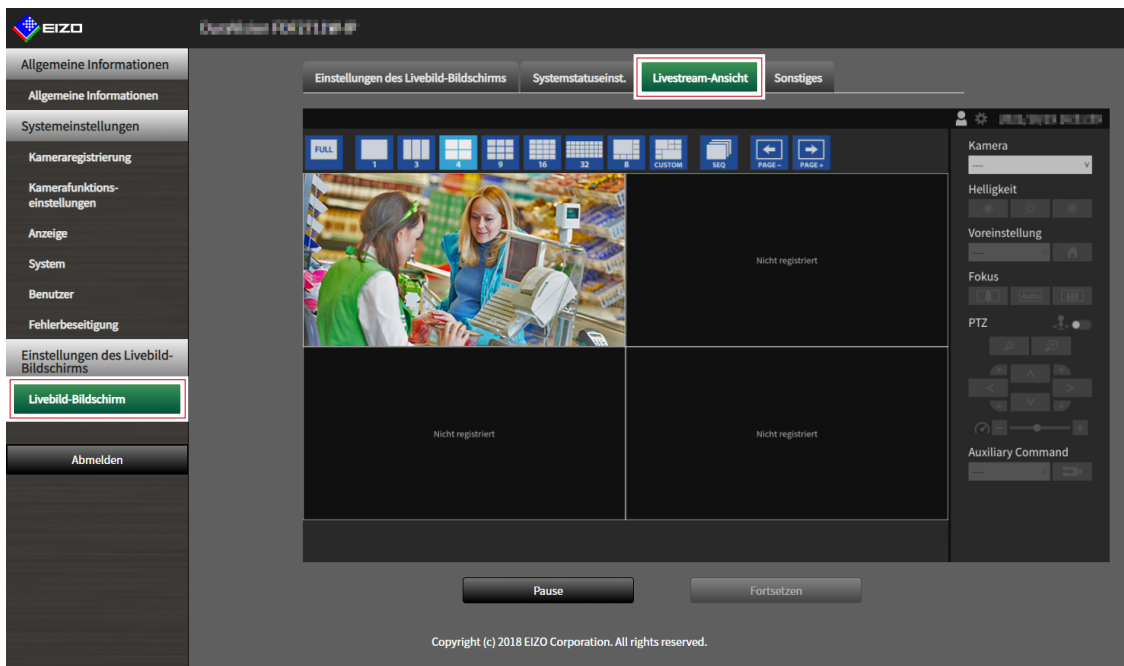 EIZO
Allgemeine Informationen
Allgemeine Informationen
Systemeinstellungen
Kameraregistrierung
Kamerafunktions-
einstellungen
Anzeige
System
Benutzer
Fehlerbeseitigung
Einstellungen des Livebild-
Bildschirms
Livebild-Bildschirm
Abmelden
Einstellungen des Livebild-Bildschirms Systemstatuseinst. Livestream-Ansicht Sonstiges
FULL 1 3 4 9 16 32 8 CUSTOM SEQ PAGE - PAGE +
Nicht registriert
Nicht registriert
Nicht registriert
Kamera
----
Helligkeit
Voreinstellung
----
Fokus
Auto
PTZ
Auxiliary Command
----
Pause Fortsetzen
Copyright (c) 2018 EIZO Corporation. All rights reserved.